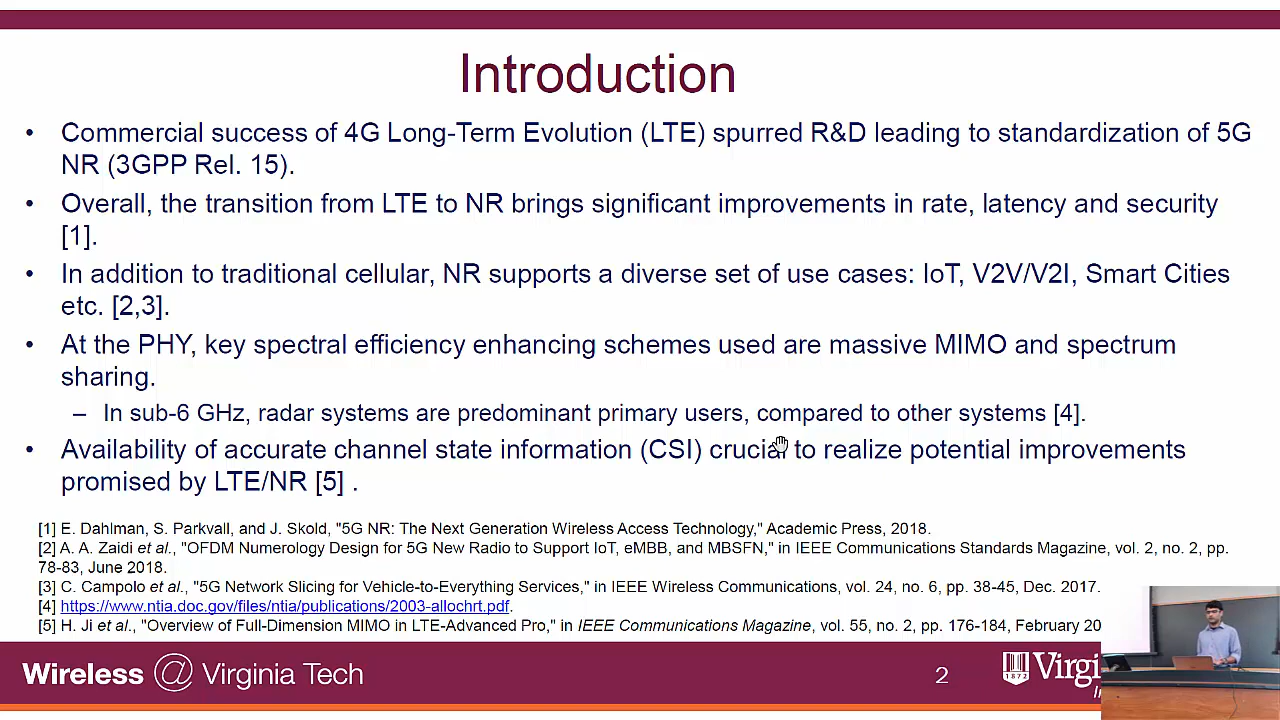 Introduction
• Commercial success of 4G Long-Term Evolution (LTE) spurred R&D leading to standardization of 5G
NR (3GPP Rel. 15).
• Overall, the transition from LTE to NR brings significant improvements in rate, latency and security
[1].
• In addition to traditional cellular, NR supports a diverse set of use cases: IoT, V2V/V2I, Smart Cities
etc. [2,3].
• At the PHY, key spectral efficiency enhancing schemes used are massive MIMO and spectrum
sharing.
– In sub-6 GHz, radar systems are predominant primary users, compared to other systems [4].
• Availability of accurate channel state information (CSI) crucial to realize potential improvements
promised by LTE/NR [5] .
[1] E. Dahlman, S. Parkvall, and J. Skold, "5G NR: The Next Generation Wireless Access Technology," Academic Press, 2018.
[2] A. A. Zaidi et al., "OFDM Numerology Design for 5G New Radio to Support IoT, eMBB, and MBSFN," in IEEE Communications Standards Magazine, vol. 2, no. 2, pp.
78-83, June 2018.
[3] C. Campolo et al., "5G Network Slicing for Vehicle-to-Everything Services," in IEEE Wireless Communications, vol. 24, no. 6, pp. 38-45, Dec. 2017.
[4] https://www.ntia.doc.gov/files/ntia/publications/2003-allochrt.pdf.
[5] H. Ji et al., "Overview of Full-Dimension MIMO in LTE-Advanced Pro," in IEEE Communications Magazine, vol. 55, no. 2, pp. 176-184, February 20
Wireless @ Virginia Tech
2
1872